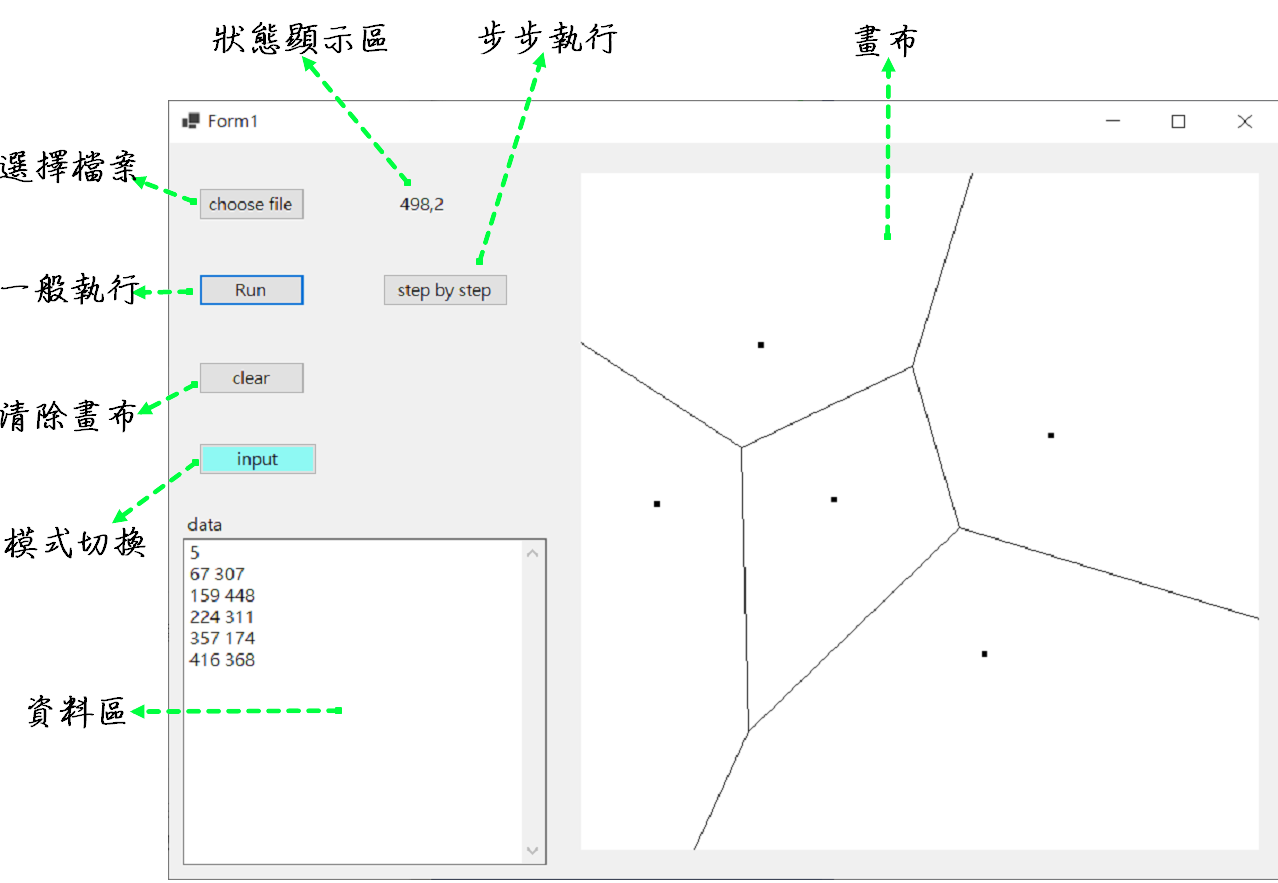 狀態顯示區
步步執行
畫布
Form1
選擇檔案
choose file
498,2
一般執行
Run
step by step
清除畫布
clear
模式切換
input
data
5
67 307
159 448
224 311
357 174
416 368
資料區